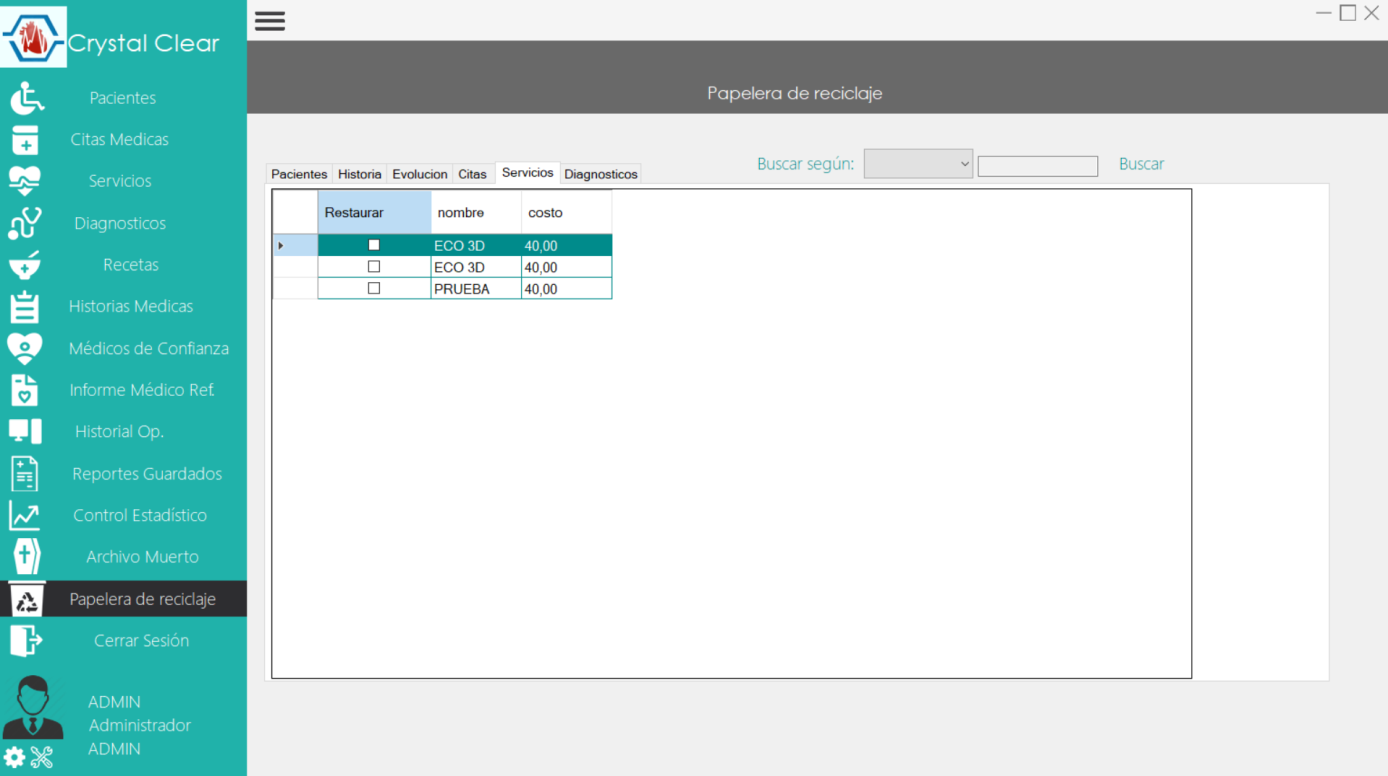 Crystal Clear
Pacientes
Citas Medicas
Servicios
Diagnosticos
Recetas
Historias Medicas
Médicos de Confianza
Informe Médico Ref.
Historial Op.
Reportes Guardados
Control Estadístico
Archivo Muerto
Papelera de reciclaje
Cerrar Sesión
ADMIN
Administrador
ADMIN
Papelera de reciclaje
Buscar según: Buscar
Pacientes Historia Evolucion Citas Servicios Diagnosticos
Restaurar nombre costo
ECO 3D 40,00
ECO 3D 40,00
PRUEBA 40,00